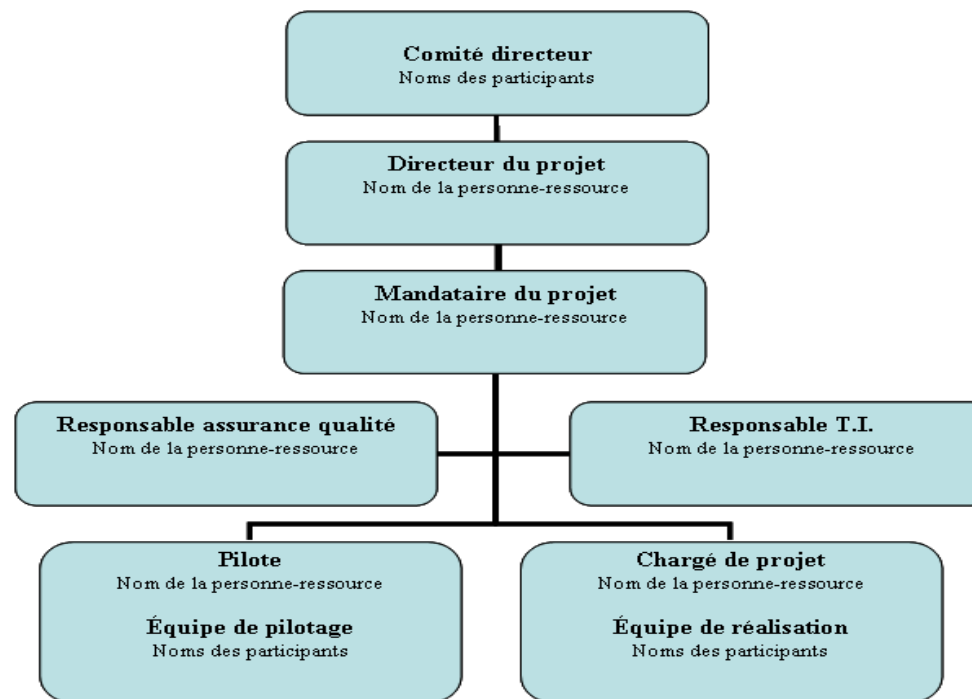 Comité directeur
Noms des participants
Directeur du projet
Nom de la personne-ressource
Mandataire du projet
Nom de la personne-ressource
Responsable assurance qualité
Nom de la personne-ressource
Responsable T.I.
Nom de la personne-ressource
Pilote
Nom de la personne-ressource
Équipe de pilotage
Noms des participants
Chargé de projet
Nom de la personne-ressource
Équipe de réalisation
Noms des participants